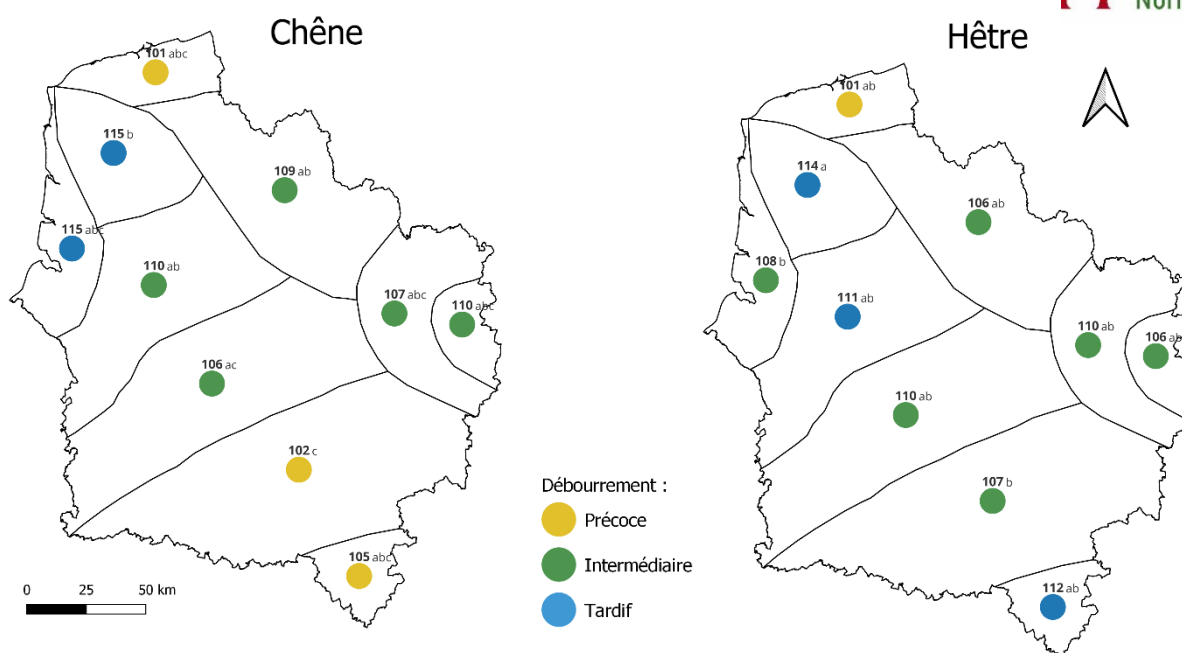 Chêne
101 abc
115 b
109 ab
115 abc
110 ab
107 abc
110 abc
106 ac
102 c
105 abc
0 25 50 km
Débourrement :
Précoce
Intermédiaire
Tardif
Hêtre
101 ab
114 a
106 ab
108 b
111 ab
110 ab
106 ab
110 ab
107 b
112 ab